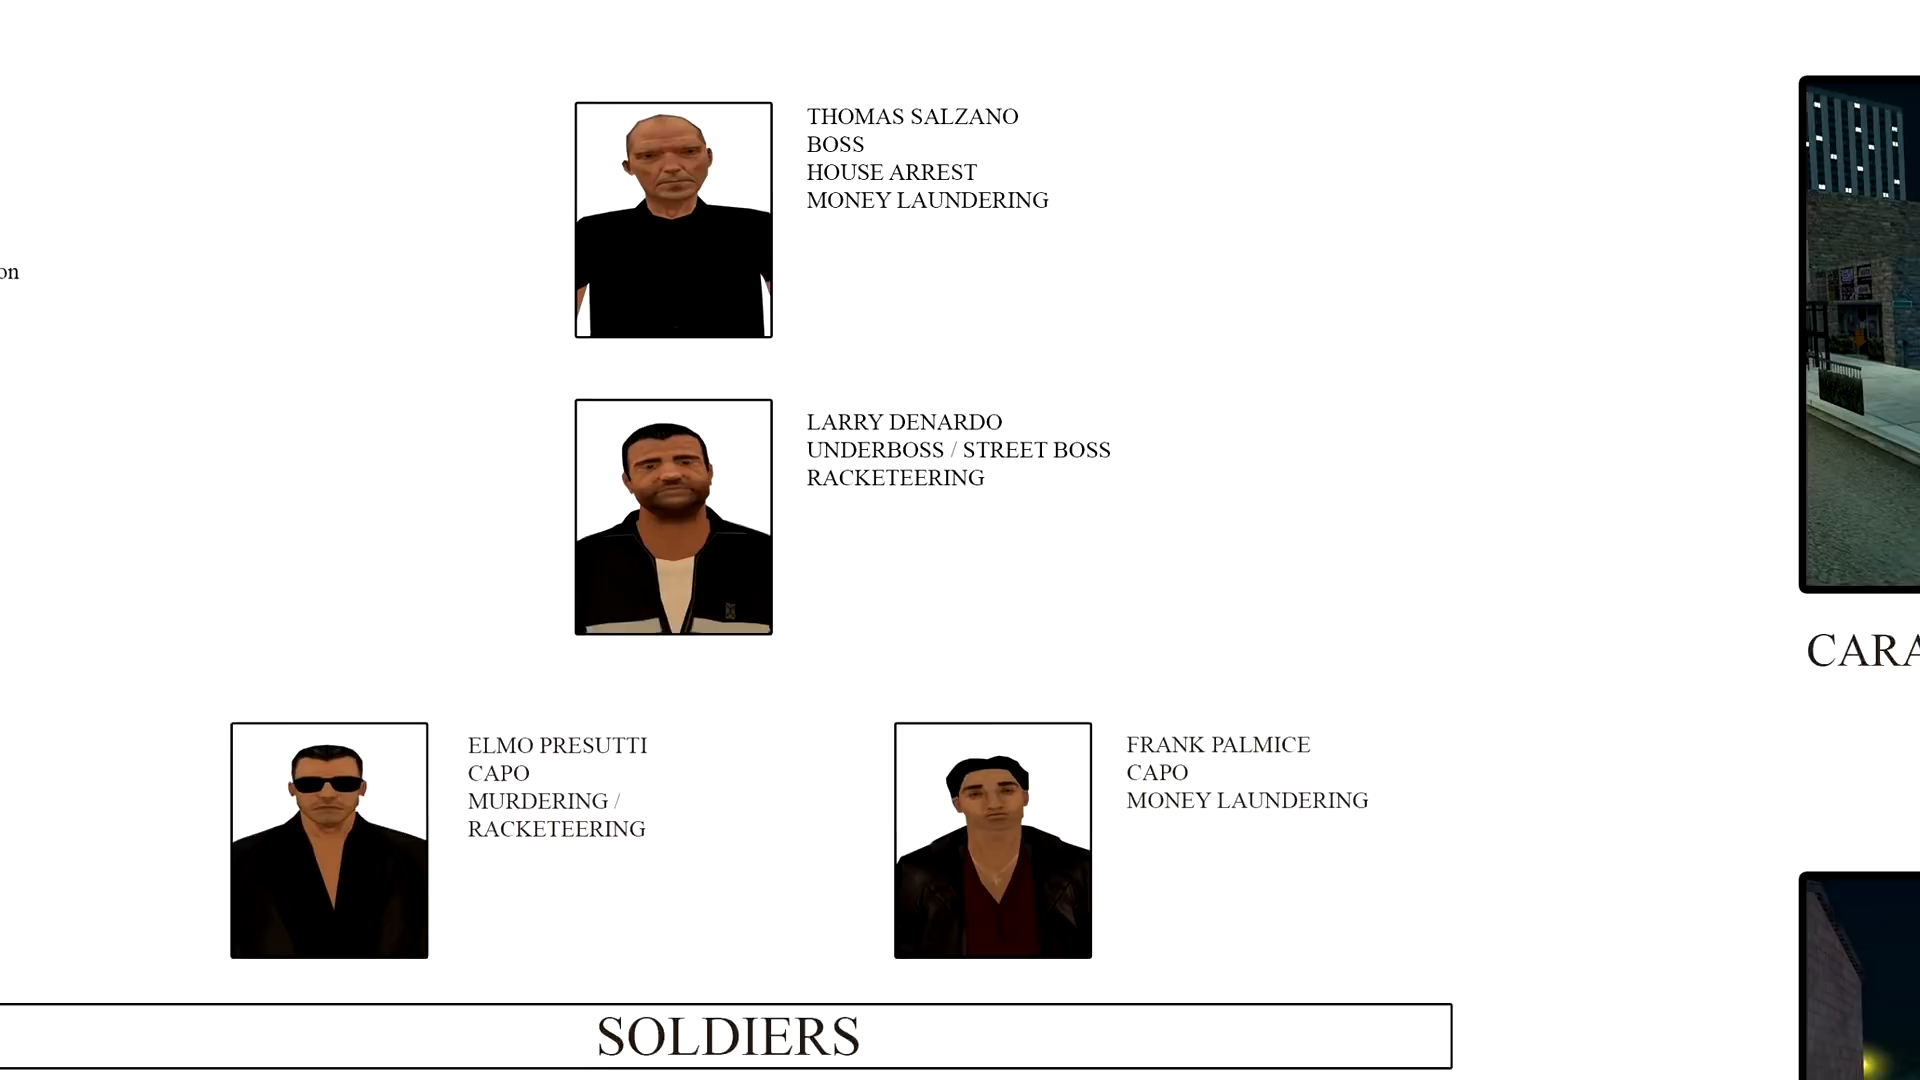 on
THOMAS SALZANO
BOSS
HOUSE ARREST
MONEY LAUNDERING
LARRY DENARDO
UNDERBOSS / STREET BOSS
RACKETEERING
CARA
ELMO PRESUTTI
CAPO
MURDERING /
RACKETEERING
FRANK PALMICE
CAPO
MONEY LAUNDERING
SOLDIERS